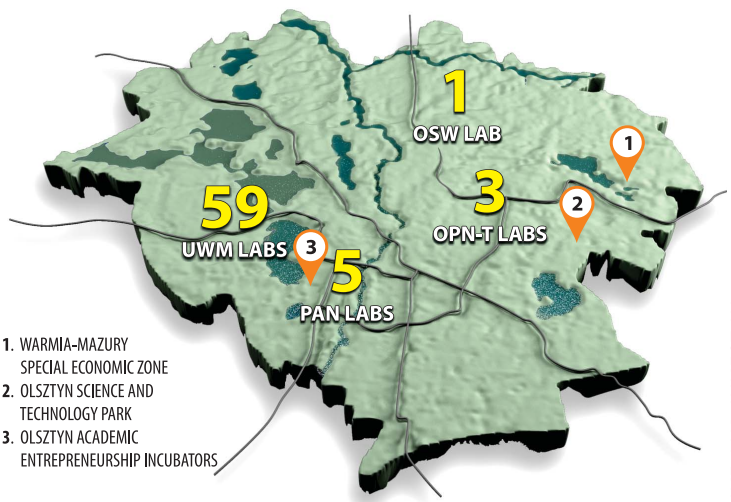 1
OSW LAB
1
3
OPN-T LABS
2
59
UWM LABS
3
5
PAN LABS
1. WARMIA-MAZURY
SPECIAL ECONOMIC ZONE
2. OLSZTYN SCIENCE AND
TECHNOLOGY PARK
3. OLSZTYN ACADEMIC
ENTREPRENEURSHIP INCUBATORS